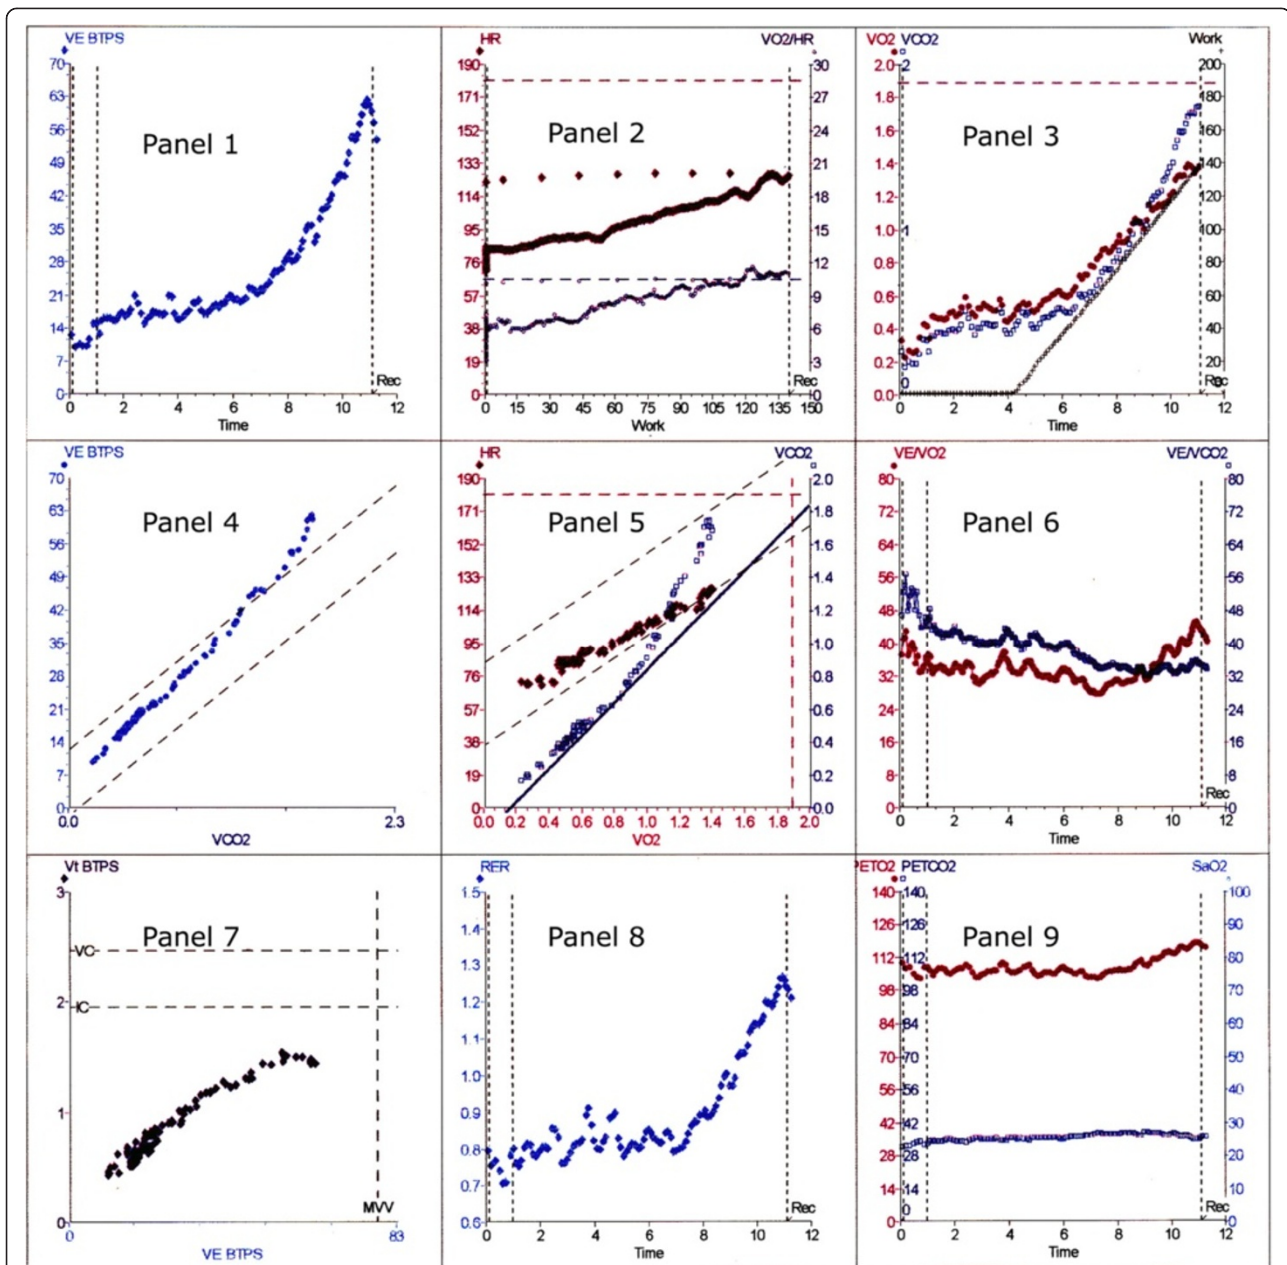 VE BTPS
70
63
56
49
42
35
28
21
14
7
0
Panel 1
Rec
0 2 4 6 8 10 12
Time
HR VO2/HR
190 30
171 27
152 24
133 21
114 18
95 15
76 12
57 9
38 6
19 3
0 0
Panel 2
Rec
0 15 30 45 60 75 90 105 120 135 150
Work
VO2 VCO2 Work
2.0 2 200
1.8 180
1.6 160
1.4 140
1.2 120
1.0 1 100
0.8 80
0.6 60
0.4 40
0.2 20
0.0 0
Panel 3
Rec
0 2 4 6 8 10 12
Time
VE BTPS
70
63
56
49
42
35
28
21
14
7
0
Panel 4
0.0 2.3
VCO2
HR VCO2
190 2.0
171 1.8
152 1.6
133 1.4
114 1.2
95 1.0
76 0.8
57 0.6
38 0.4
19 0.2
0 0.0
Panel 5
0.0 0.2 0.4 0.6 0.8 1.0 1.2 1.4 1.6 1.8 2.0
VO2
VE/VO2 VE/VCO2
80 80
72 72
64 64
56 56
48 48
40 40
32 32
24 24
16 16
8 8
0 0
Panel 6
Rec
0 2 4 6 8 10 12
Time
Vt BTPS
3
2
1
0
Panel 7
VC
IC
MVV
0 83
VE BTPS
RER
1.5
1.4
1.3
1.2
1.1
1.0
0.9
0.8
0.7
0.6
Panel 8
Rec
0 2 4 6 8 10 12
Time
PETO2 PETCO2 SaO2
140 140 100
126 126 90
112 112 80
98 98 70
84 84 60
70 70 50
56 56 40
42 42 30
28 28 20
14 14 10
0 0 0
Panel 9
Rec
0 2 4 6 8 10 12
Time